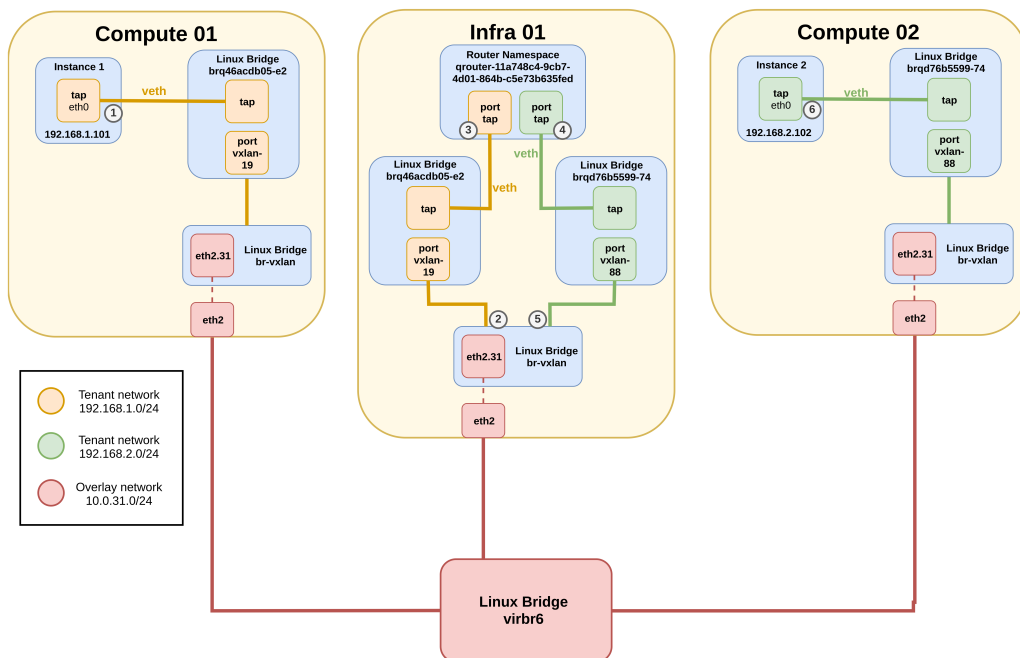 Compute 01
Instance 1
tap
eth0
192.168.1.101
1
veth
Linux Bridge
brq46acdb05-e2
tap
port
vxlan-
19
eth2.31
Linux Bridge
br-vxlan
eth2
Infra 01
Router Namespace
qrouter-11a748c4-9cb7-
4d01-864b-c5e73b635fed
port
tap
port
tap
3
4
veth
veth
Linux Bridge
brq46acdb05-e2
tap
port
vxlan-
19
Linux Bridge
brqd76b5599-74
tap
port
vxlan-
88
2
5
eth2.31
Linux Bridge
br-vxlan
eth2
Compute 02
Instance 2
tap
eth0
192.168.2.102
6
veth
Linux Bridge
brqd76b5599-74
tap
port
vxlan-
88
eth2.31
Linux Bridge
br-vxlan
eth2
Tenant network
192.168.1.0/24
Tenant network
192.168.2.0/24
Overlay network
10.0.31.0/24
Linux Bridge
virbr6